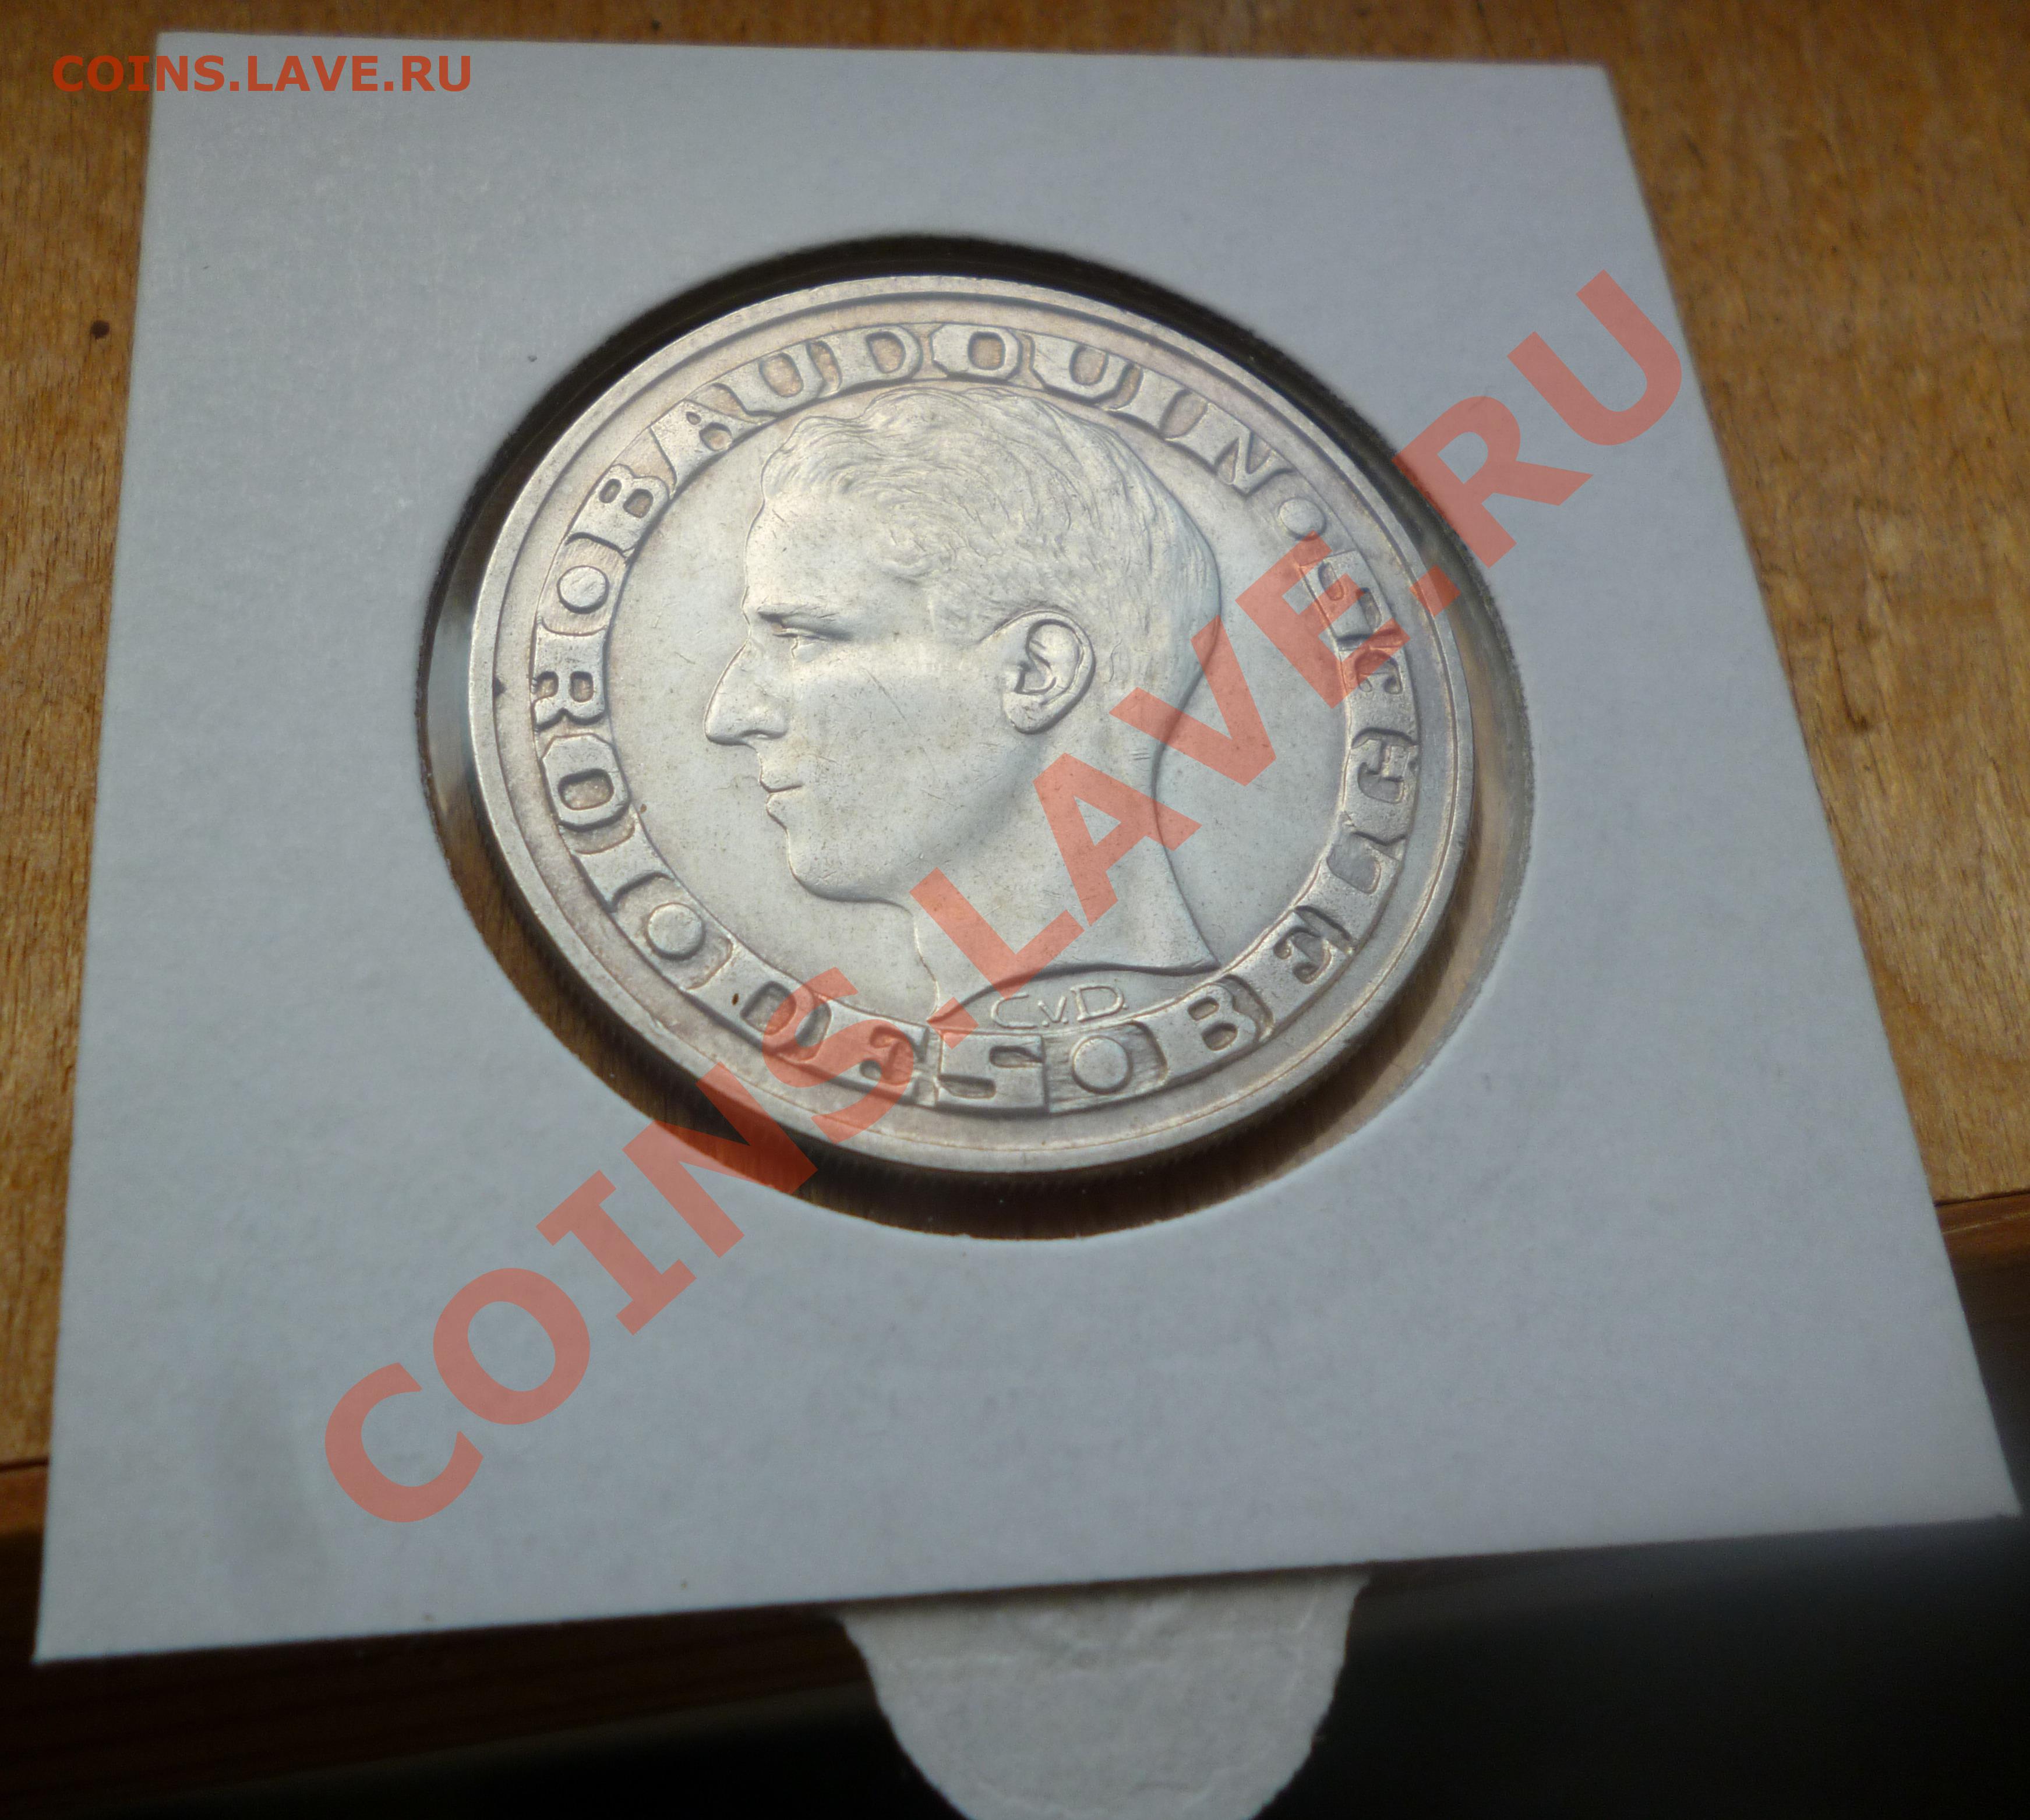 COINS.LAVE.RU
BAUDOUIN
ROI DES BELGES
C.v.D.
COINS.LAVE.RU